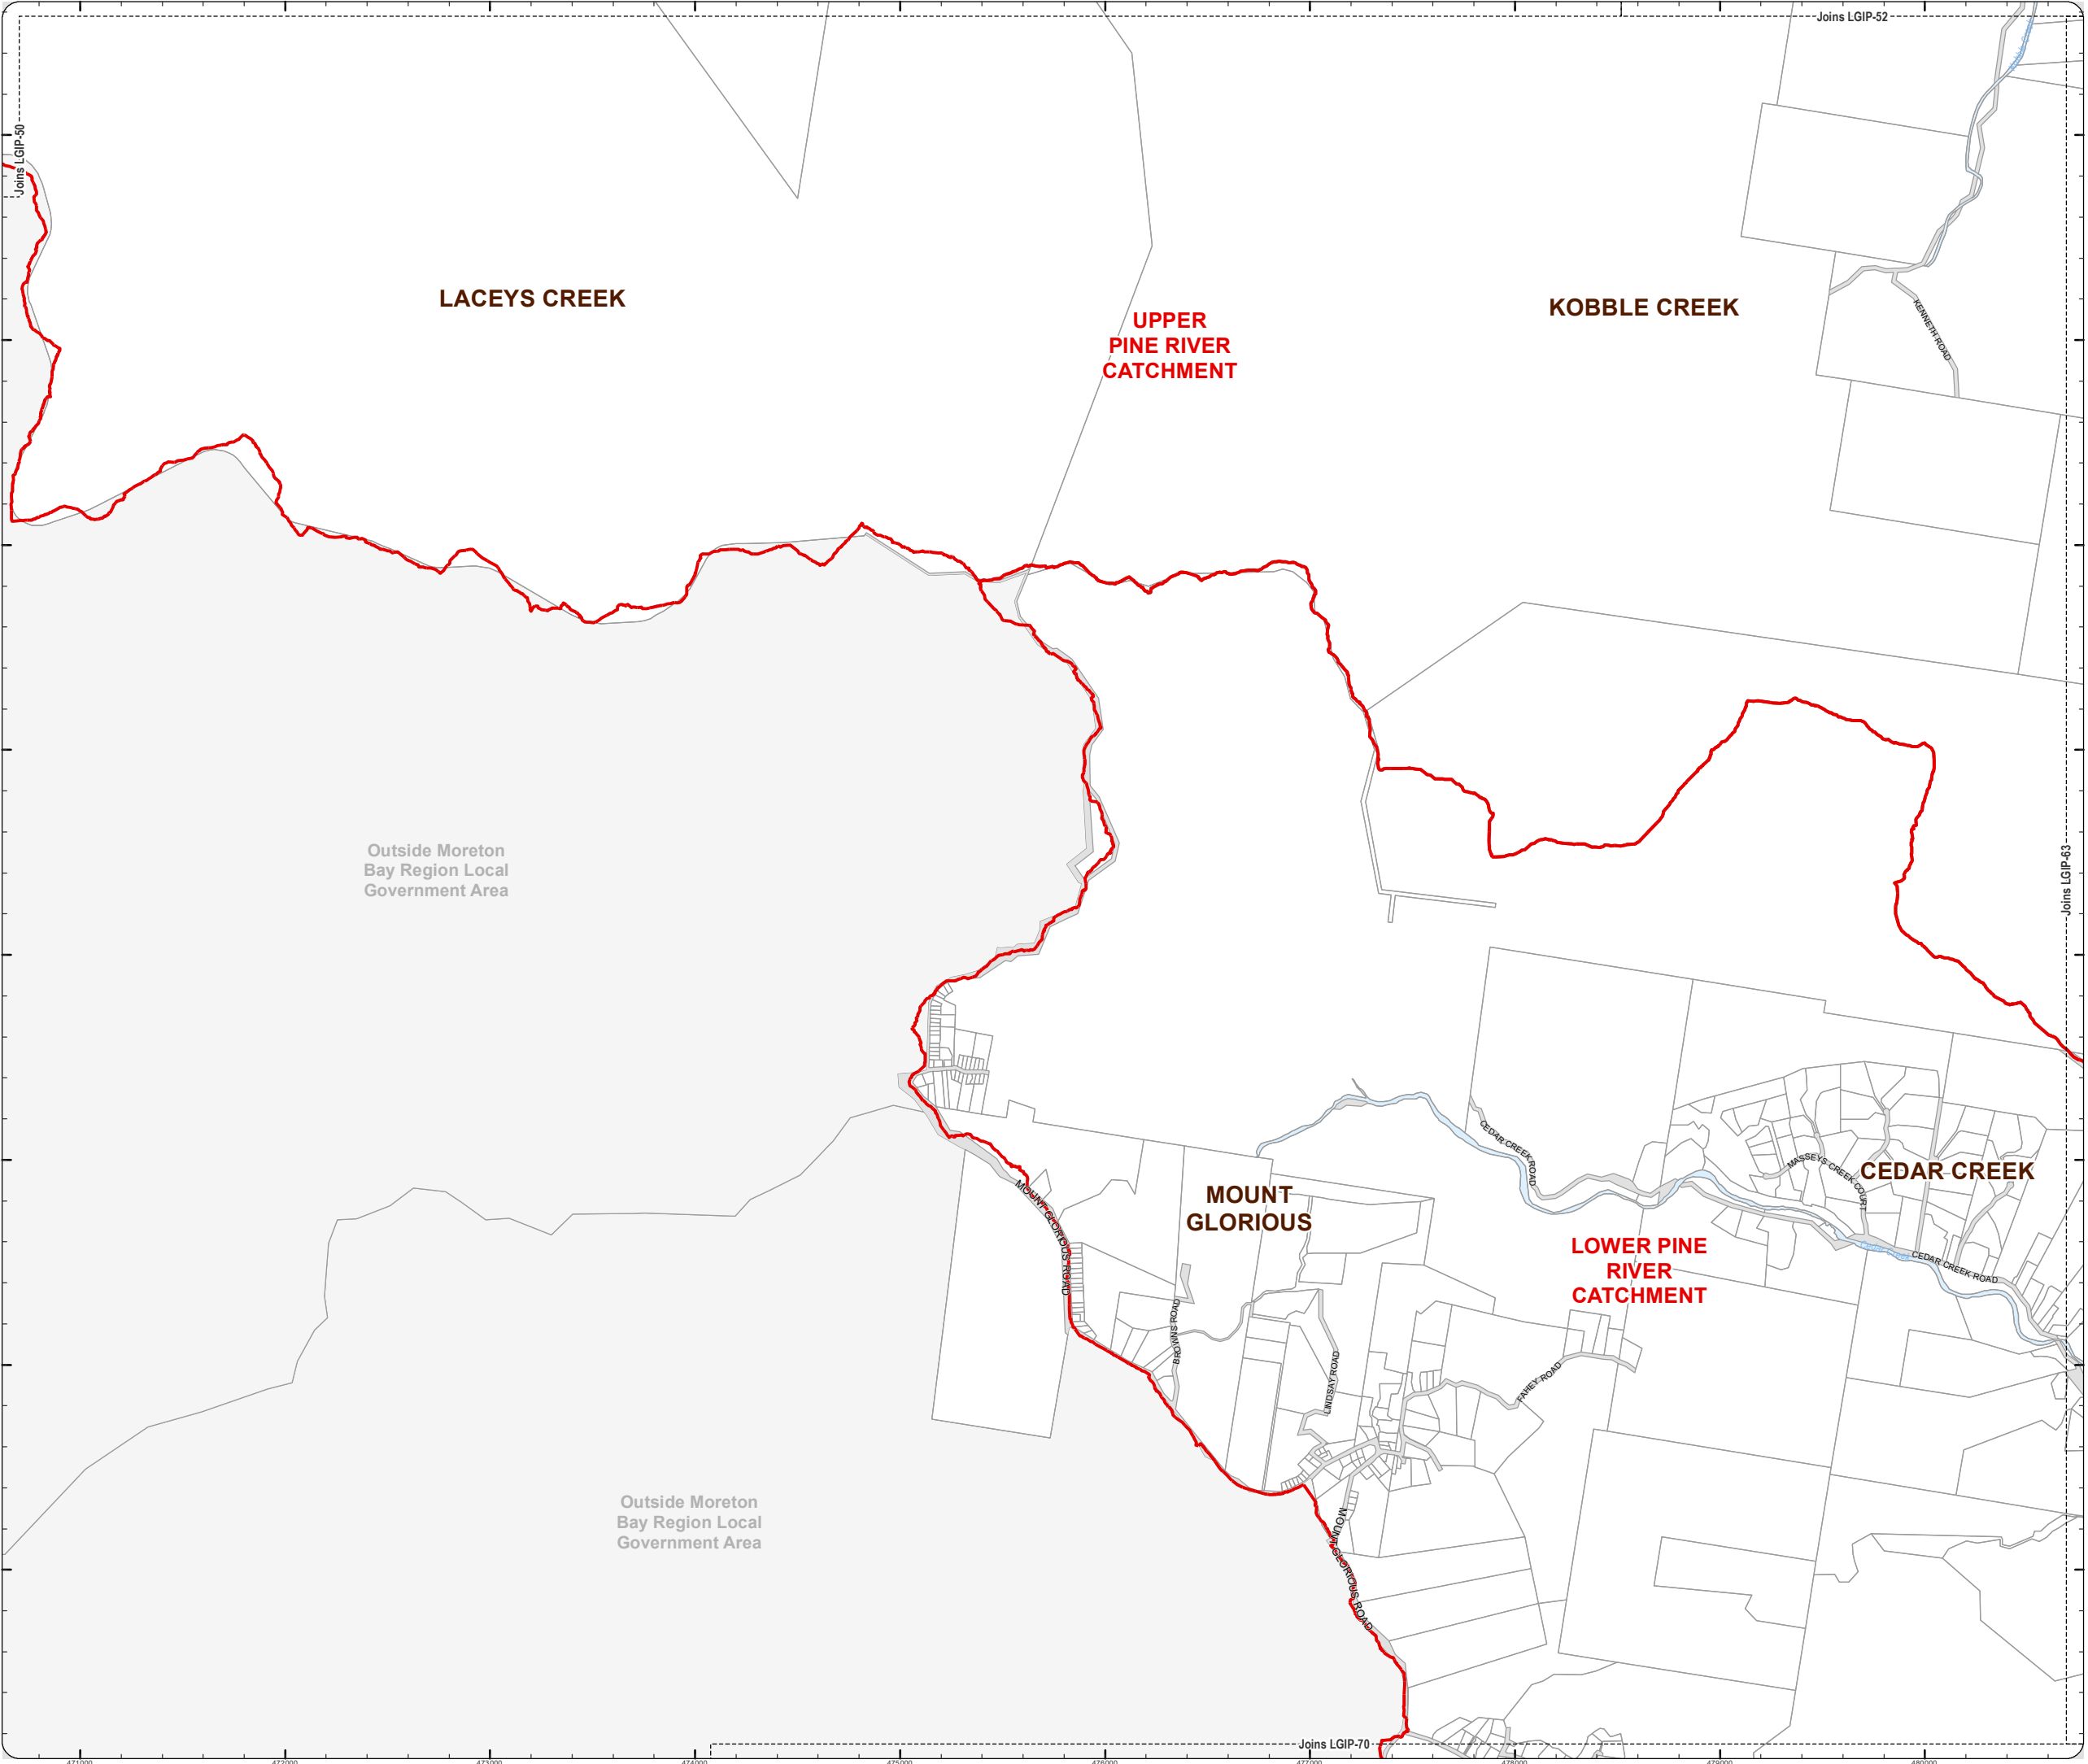 Joins LGIP-52
Joins LGIP-50
LACEYS CREEK
KOBBLE CREEK
UPPER
PINE RIVER
CATCHMENT
KENNETH ROAD
Outside Moreton
Bay Region Local
Government Area
Joins LGIP-63
CEDAR CREEK ROAD
MASSEYS CREEK COURT
CEDAR CREEK
MOUNT
GLORIOUS
MOUNT GLORIOUS ROAD
LOWER PINE
RIVER
CATCHMENT
CEDAR CREEK ROAD
BROWNS ROAD
LINDSAY ROAD
FAHEY ROAD
Outside Moreton
Bay Region Local
Government Area
MOUNT GLORIOUS ROAD
Joins LGIP-70